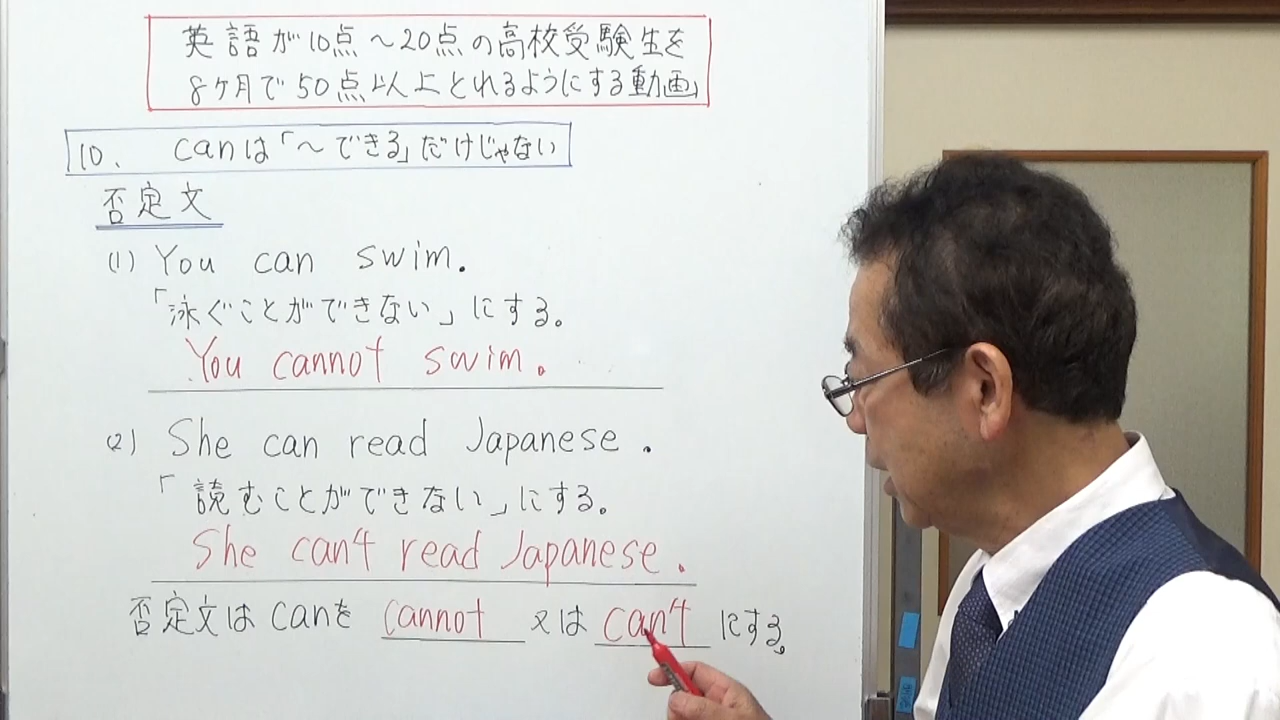 英語が10点～20点の高校受験生を
8ヶ月で50点以上とれるようにする動画」
10. canは「～できる」だけじゃない
否定文
(1) You can swim.
「泳ぐことができない」にする。
You cannot swim.
(2) She can read Japanese.
「読むことができない」にする。
She can't read Japanese.
否定文はcanを cannot 又は can't にする。